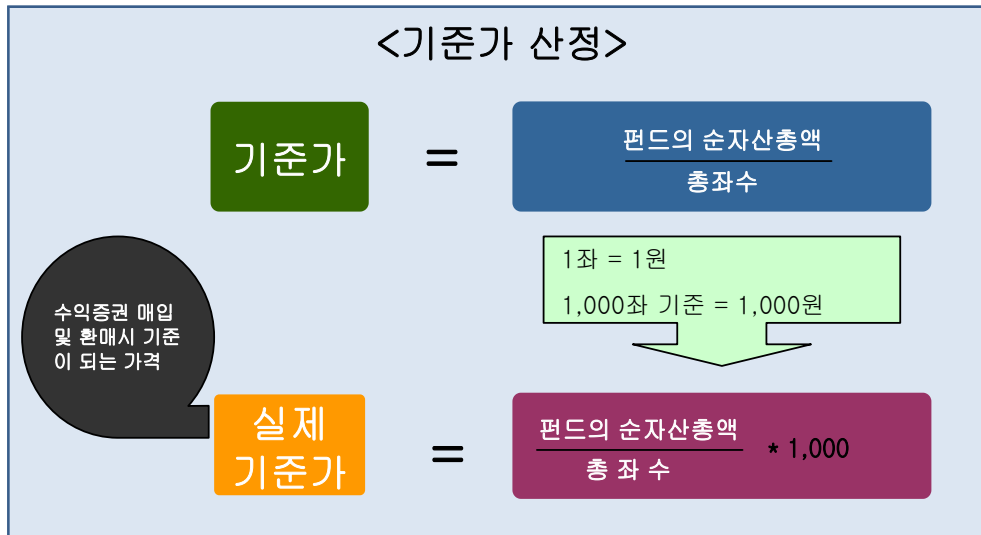 <기준가 산정>
기준가 = 펀드의 순자산총액
총좌수
1좌 = 1원
1,000좌 기준 = 1,000원
수익증권 매입
및 환매시 기준
이 되는 가격
실제
기준가
=
펀드의 순자산총액
총 좌 수
* 1,000